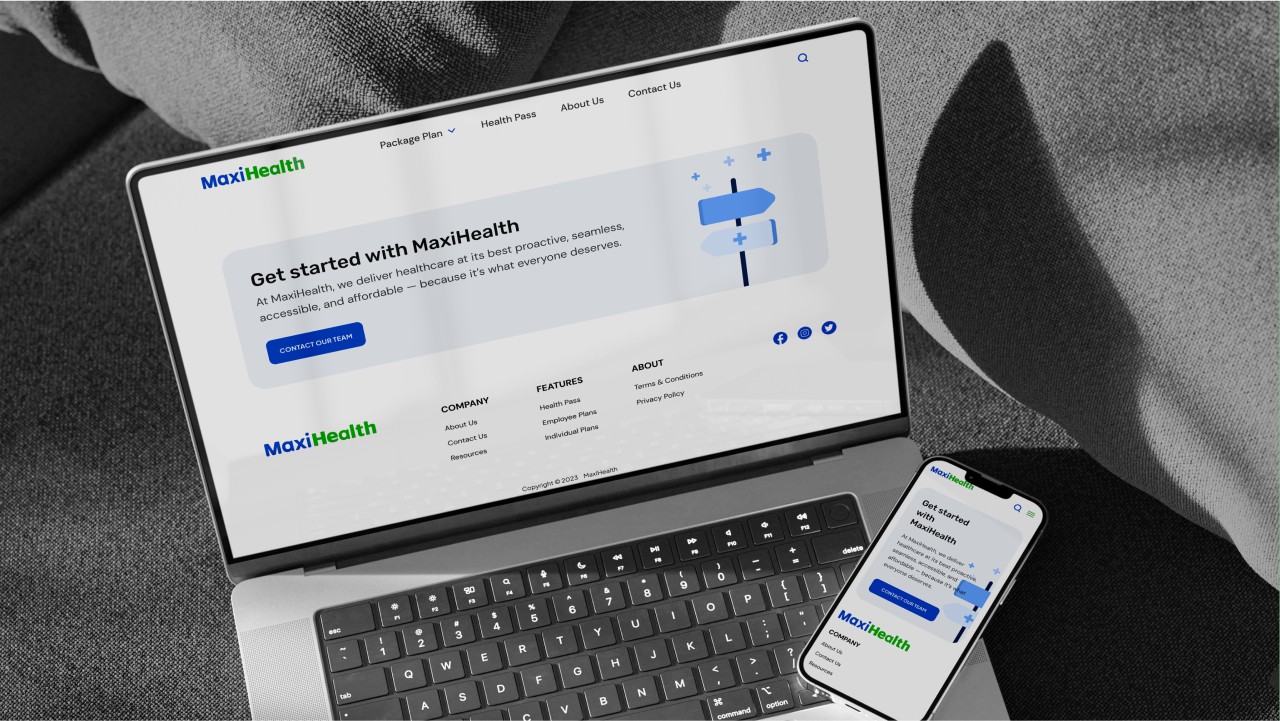 Package Plan
Health Pass
About Us
Contact Us
MaxiHealth
Get started with MaxiHealth
At MaxiHealth, we deliver healthcare at its best proactive, seamless,
accessible, and affordable — because it's what everyone deserves.
CONTACT OUR TEAM
MaxiHealth
COMPANY
About Us
Contact Us
Resources
FEATURES
Health Pass
Employee Plans
Individual Plans
ABOUT
Terms & Conditions
Privacy Policy
Copyright © 2023 MaxiHealth
esc
F1
F2
F3
F4
F5
F6
F7
F8
F9
F10
F11
F12
~ `
! 1
@ 2
# 3
$ 4
% 5
^ 6
& 7
* 8
( 9
) 0
— -
+ =
delete
tab
Q W E R T Y U I O P { [ } ]
A S D F G H J K L : ; "
C V B N M < , > . ?
command
option
MaxiHealth
Get started
with
MaxiHealth
At MaxiHealth, we deliver
healthcare at its best proactive,
seamless, accessible, and
affordable — because it's what
everyone deserves.
CONTACT OUR TEAM
MaxiHealth
COMPANY
About Us
Contact Us
Resources